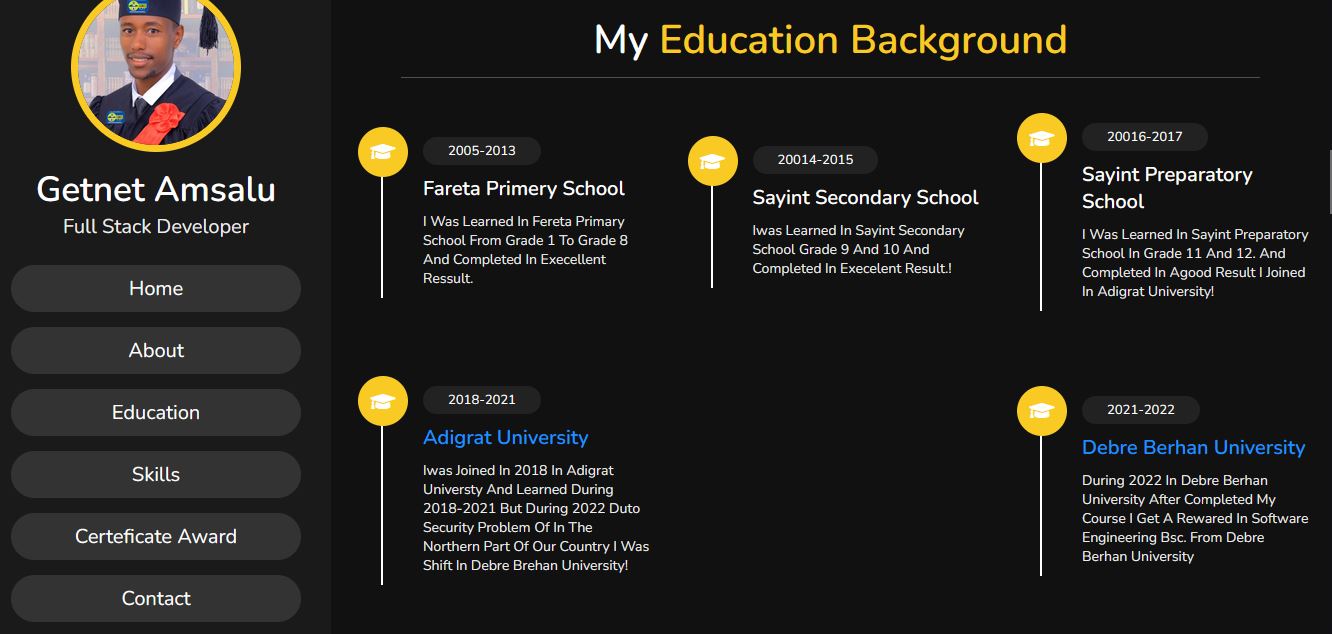 Getnet Amsalu
Full Stack Developer
Home
About
Education
Skills
Certeficate Award
Contact
My Education Background
2005-2013
Fareta Primery School
I Was Learned In Fereta Primary
School From Grade 1 To Grade 8
And Completed In Execellent
Ressult.
20014-2015
Sayint Secondary School
Iwas Learned In Sayint Secondary
School Grade 9 And 10 And
Completed In Execelent Result.!
20016-2017
Sayint Preparatory
School
I Was Learned In Sayint Preparatory
School In Grade 11 And 12. And
Completed In Agood Result I Joined
In Adigrat University!
2018-2021
Adigrat University
Iwas Joined In 2018 In Adigrat
Universty And Learned During
2018-2021 But During 2022 Duto
Security Problem Of In The
Northern Part Of Our Country I Was
Shift In Debre Brehan University!
2021-2022
Debre Berhan University
During 2022 In Debre Berhan
University After Completed My
Course I Get A Rewared In Software
Engineering Bsc. From Debre
Berhan University